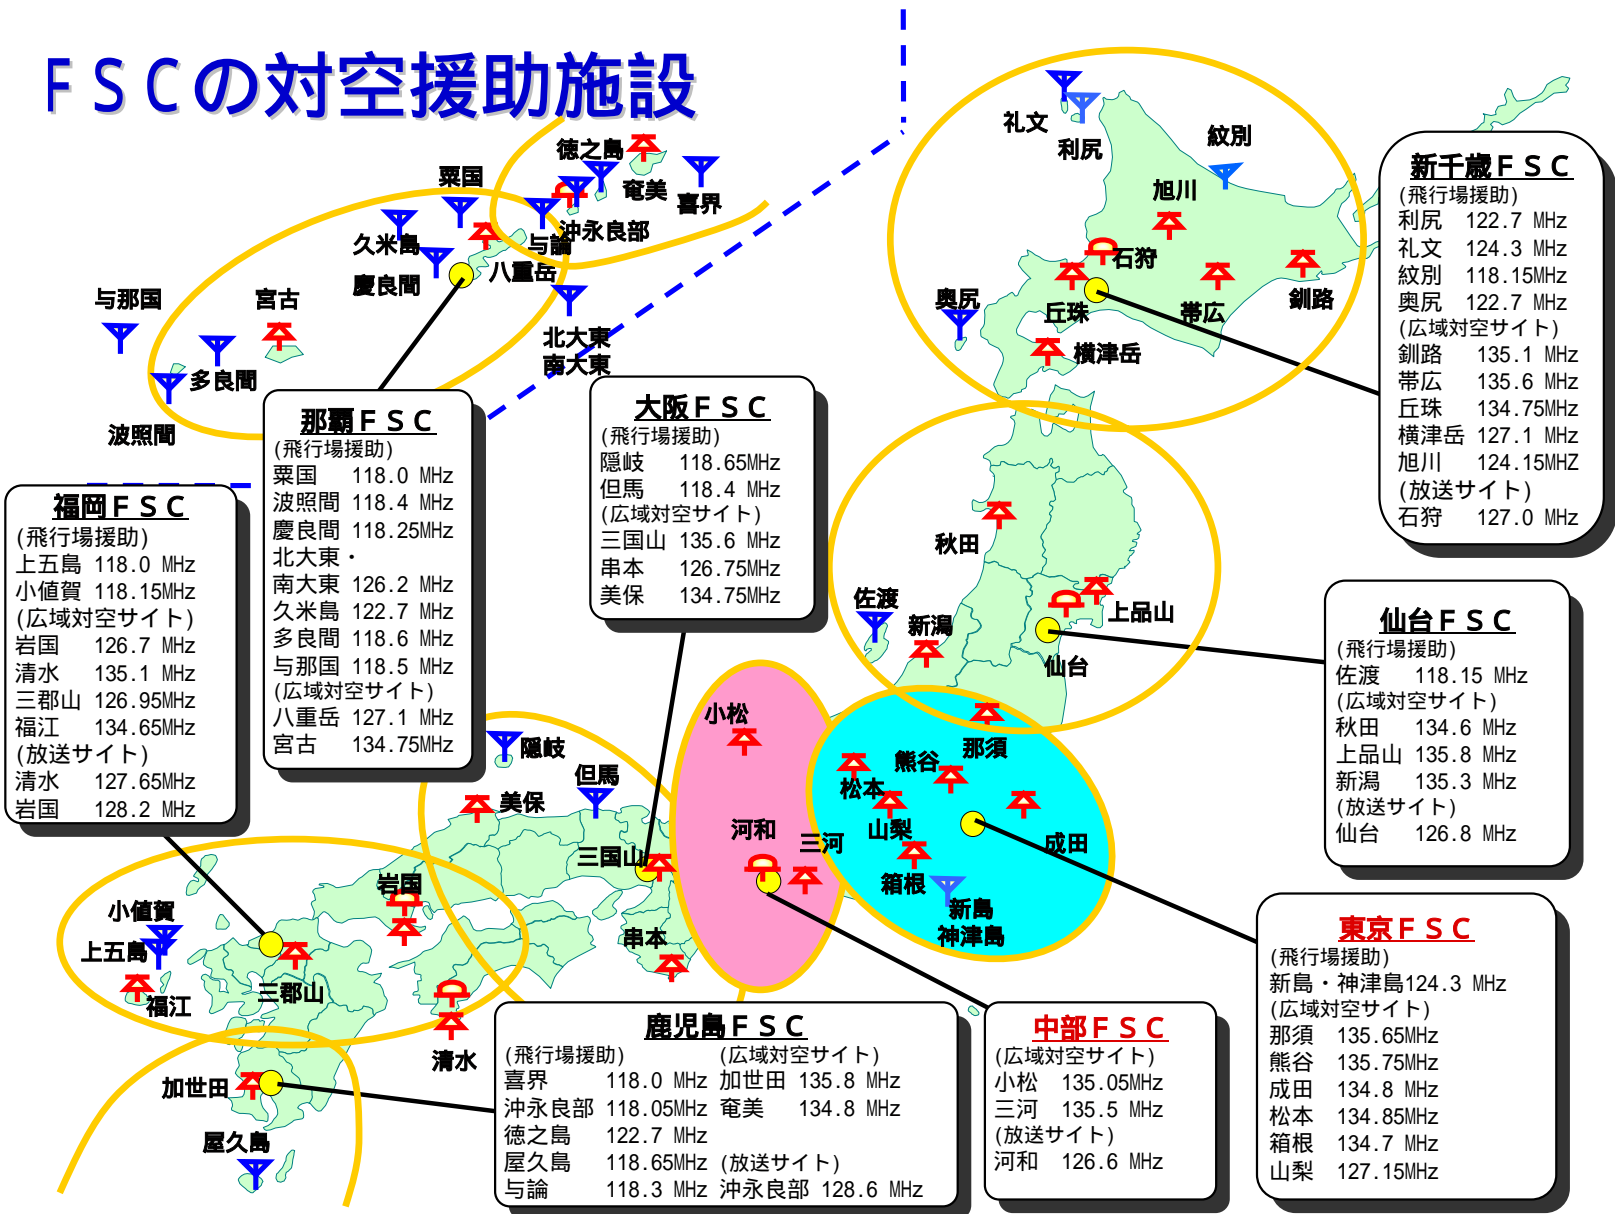 ＦＳＣの対空援助施設
徳之島
奄美
喜界
粟国
久米島
与論
沖永良部
慶良間
八重岳
与那国
宮古
北大東
南大東
多良間
波照間
礼文
利尻
紋別
旭川
石狩
奥尻
丘珠
帯広
釧路
横津岳
秋田
上品山
佐渡
新潟
仙台
小松
那須
熊谷
松本
山梨
成田
河和
三河
箱根
新島
神津島
隠岐
但馬
美保
三国山
岩国
串本
小値賀
上五島
福江
三郡山
清水
加世田
屋久島
新千歳ＦＳＣ
(飛行場援助)
利尻 122.7 MHz
礼文 124.3 MHz
紋別 118.15MHz
奥尻 122.7 MHz
(広域対空サイト)
釧路 135.1 MHz
帯広 135.6 MHz
丘珠 134.75MHz
横津岳 127.1 MHz
旭川 124.15MHZ
(放送サイト)
石狩 127.0 MHz
那覇ＦＳＣ
(飛行場援助)
粟国 118.0 MHz
波照間 118.4 MHz
慶良間 118.25MHz
北大東・
南大東 126.2 MHz
久米島 122.7 MHz
多良間 118.6 MHz
与那国 118.5 MHz
(広域対空サイト)
八重岳 127.1 MHz
宮古 134.75MHz
大阪ＦＳＣ
(飛行場援助)
隠岐 118.65MHz
但馬 118.4 MHz
(広域対空サイト)
三国山 135.6 MHz
串本 126.75MHz
美保 134.75MHz
福岡ＦＳＣ
(飛行場援助)
上五島 118.0 MHz
小値賀 118.15MHz
(広域対空サイト)
岩国 126.7 MHz
清水 135.1 MHz
三郡山 126.95MHz
福江 134.65MHz
(放送サイト)
清水 127.65MHz
岩国 128.2 MHz
仙台ＦＳＣ
(飛行場援助)
佐渡 118.15 MHz
(広域対空サイト)
秋田 134.6 MHz
上品山 135.8 MHz
新潟 135.3 MHz
(放送サイト)
仙台 126.8 MHz
東京ＦＳＣ
(飛行場援助)
新島・神津島124.3 MHz
(広域対空サイト)
那須 135.65MHz
熊谷 135.75MHz
成田 134.8 MHz
松本 134.85MHz
箱根 134.7 MHz
山梨 127.15MHz
鹿児島ＦＳＣ
(飛行場援助) (広域対空サイト)
喜界 118.0 MHz 加世田 135.8 MHz
沖永良部 118.05MHz 奄美 134.8 MHz
徳之島 122.7 MHz
屋久島 118.65MHz (放送サイト)
与論 118.3 MHz 沖永良部 128.6 MHz
中部ＦＳＣ
(広域対空サイト)
小松 135.05MHz
三河 135.5 MHz
(放送サイト)
河和 126.6 MHz